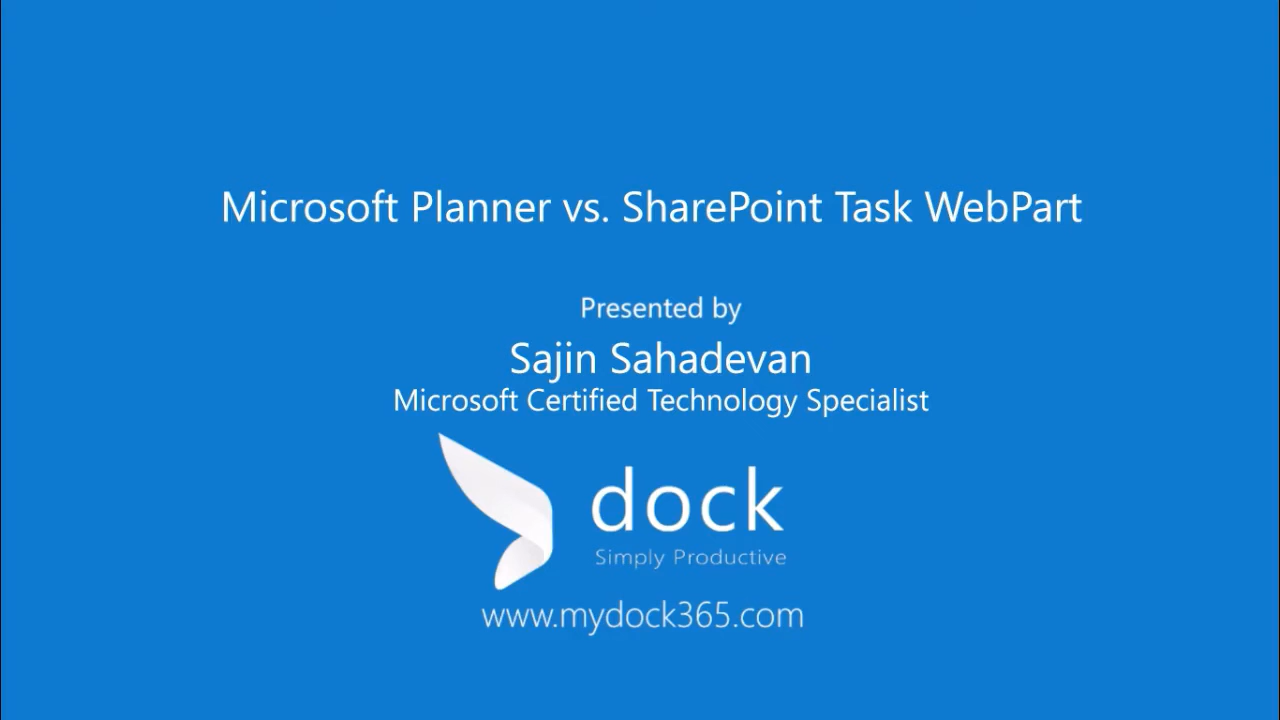 Microsoft Planner vs. SharePoint Task WebPart
Presented by
Sajin Sahadevan
Microsoft Certified Technology Specialist
dock
Simply Productive
www.mydock365.com